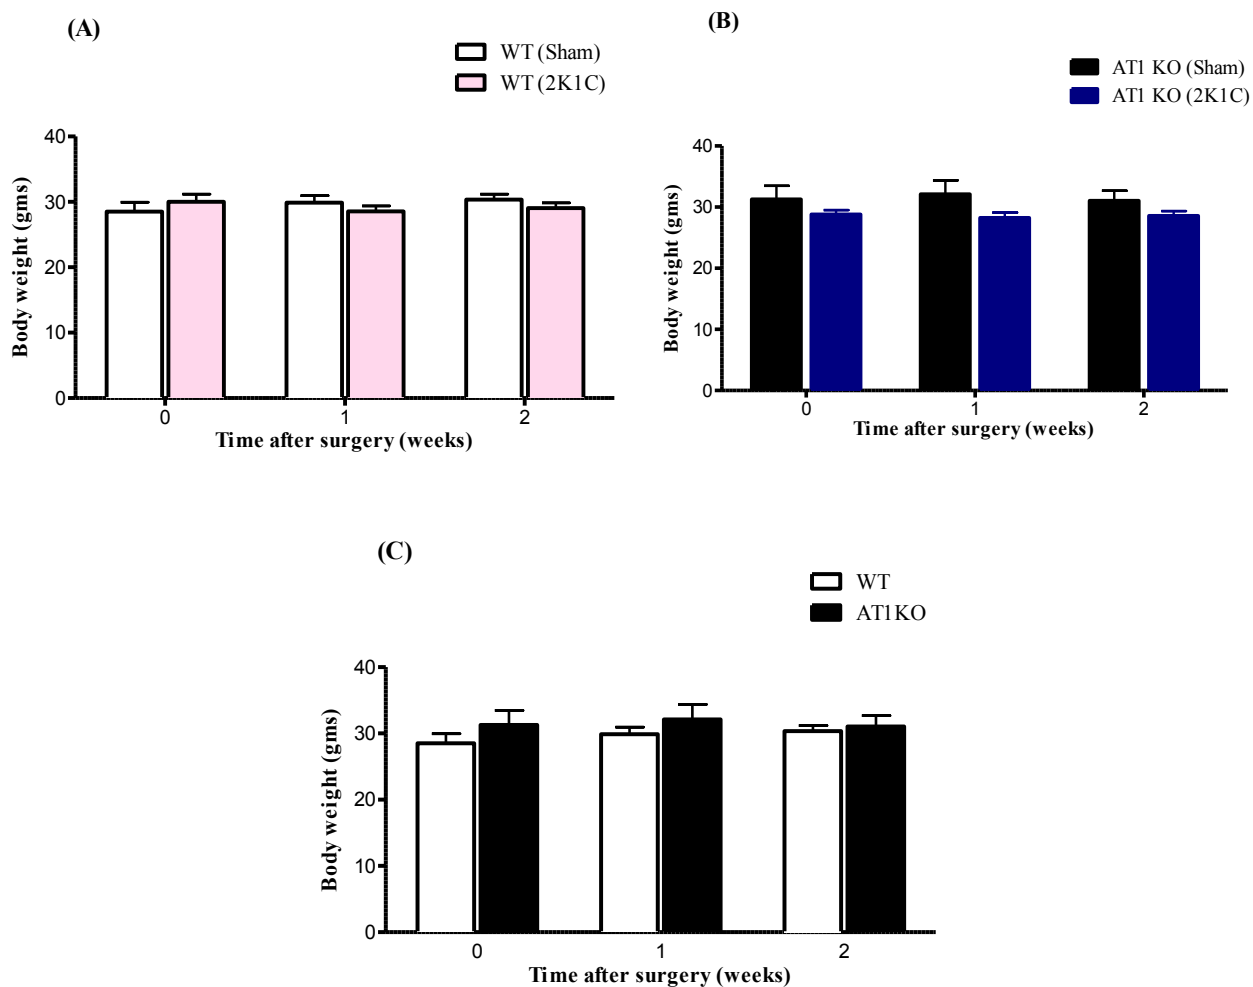 (A)
WT (Sham)
WT (2K1C)
40
30
20
10
0
Body weight (gms)
0 1 2
Time after surgery (weeks)
(B)
AT1 KO (Sham)
AT1 KO (2K1C)
40
30
20
10
0
Body weight (gms)
0 1 2
Time after surgery (weeks)
(C)
WT
AT1KO
40
30
20
10
0
Body weight (gms)
0 1 2
Time after surgery (weeks)